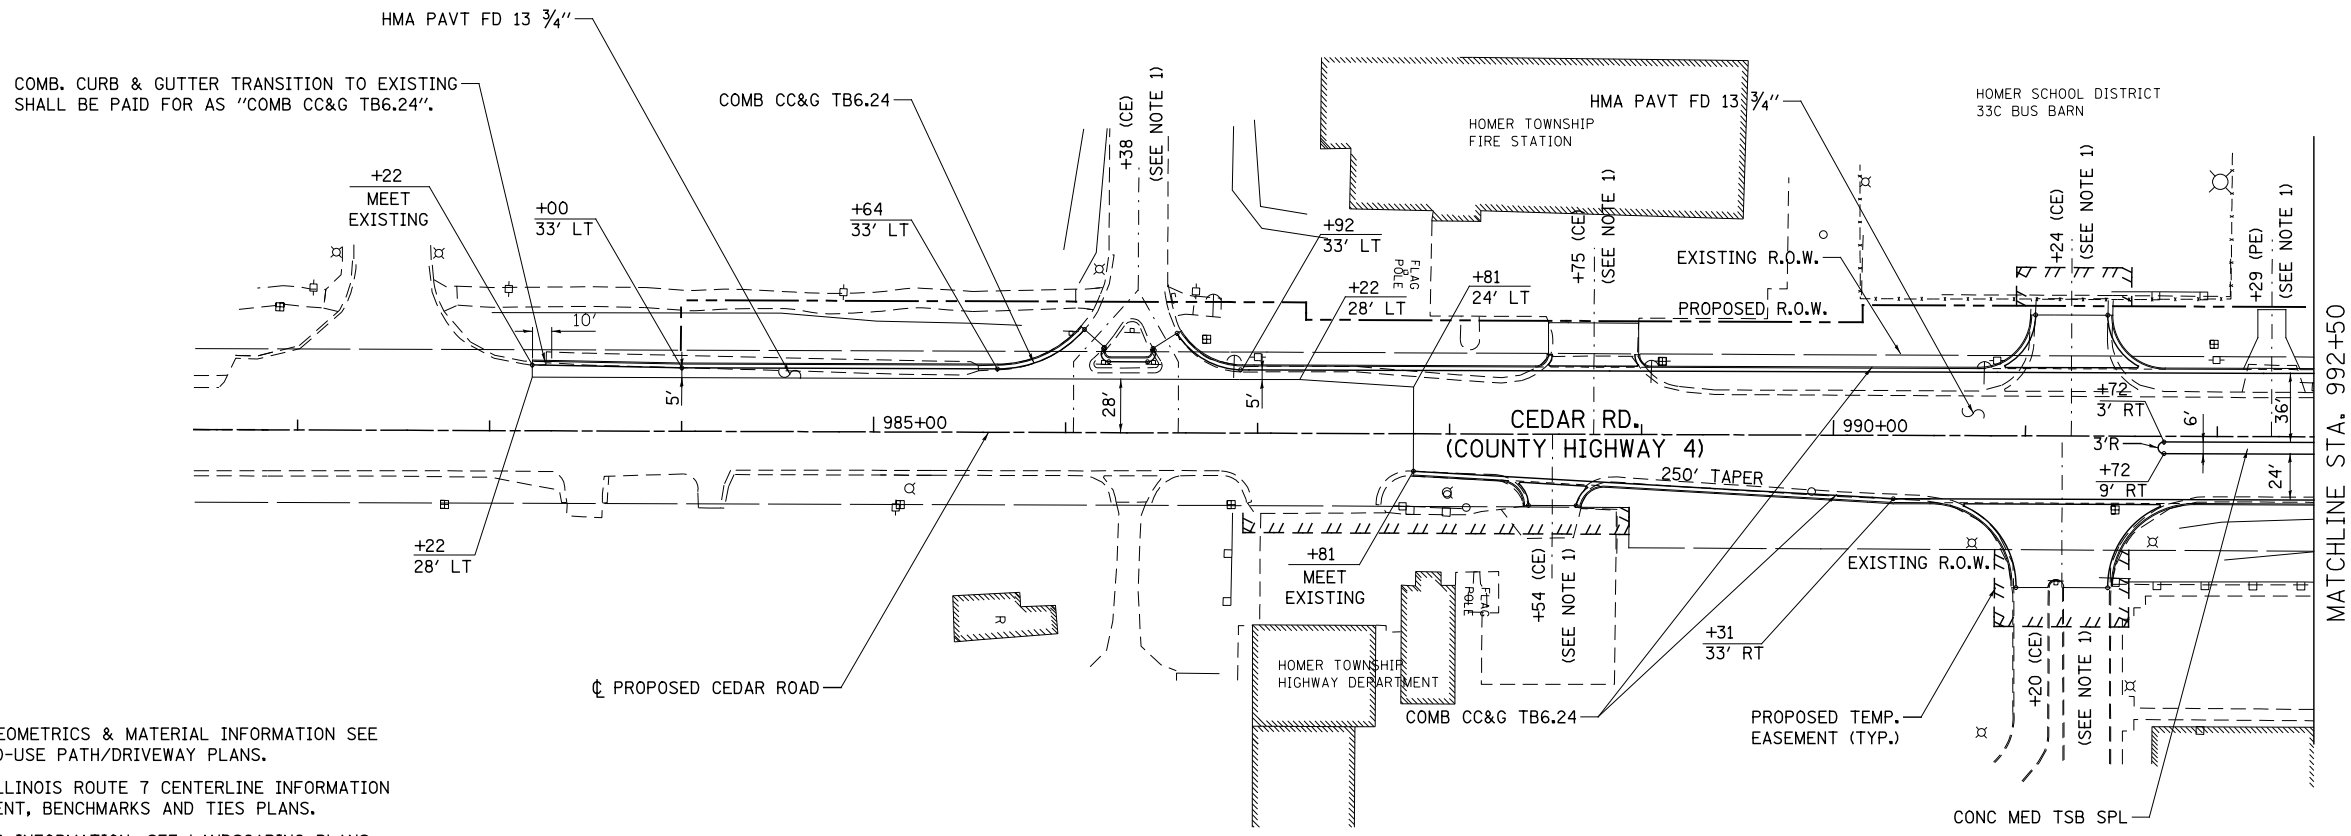 HMA PAVT FD 13 ¾"
COMB. CURB & GUTTER TRANSITION TO EXISTING
SHALL BE PAID FOR AS "COMB CC&G TB6.24".
COMB CC&G TB6.24
+38 (CE)
(SEE NOTE 1)
HOMER TOWNSHIP
FIRE STATION
HMA PAVT FD 13 ¾"
HOMER SCHOOL DISTRICT
33C BUS BARN
+22
MEET
EXISTING
+00
33' LT
+64
33' LT
+92
33' LT
FLAG
POLE
+22
28' LT
+81
24' LT
+75 (CE)
(SEE NOTE 1)
EXISTING R.O.W.
PROPOSED R.O.W.
+24 (CE)
(SEE NOTE 1)
+29 (PE)
(SEE NOTE 1)
10'
5'
28'
5'
985+00
CEDAR RD.
(COUNTY HIGHWAY 4)
990+00
+72
3' RT
3'R
+72
9' RT
6'
36'
24'
MATCHLINE STA. 992+50
250' TAPER
+22
28' LT
+81
MEET
EXISTING
FLAG
POLE
+54 (CE)
(SEE NOTE 1)
+31
33' RT
EXISTING R.O.W.
+20 (CE)
(SEE NOTE 1)
R
HOMER TOWNSHIP
HIGHWAY DEPARTMENT
℄ PROPOSED CEDAR ROAD
COMB CC&G TB6.24
PROPOSED TEMP.
EASEMENT (TYP.)
CONC MED TSB SPL
EOMETRICS & MATERIAL INFORMATION SEE
D-USE PATH/DRIVEWAY PLANS.
LLINOIS ROUTE 7 CENTERLINE INFORMATION
ENT, BENCHMARKS AND TIES PLANS.
INFORMATION, SEE LANDSCAPING PLANS